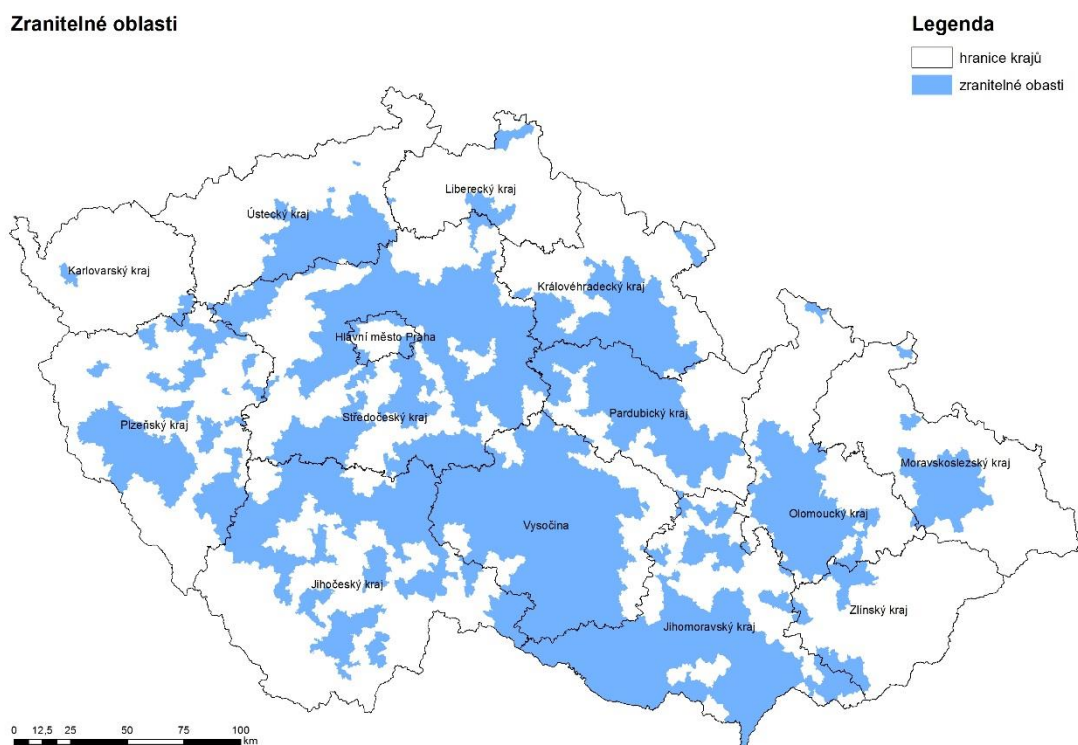 Zranitelné oblasti
Legenda
hranice krajů
zranitelné obasti
Liberecký kraj
Ústecký kraj
Karlovarský kraj
Královéhradecký kraj
Hlavní město Praha
Středočeský kraj
Pardubický kraj
Plzeňský kraj
Moravskoslezský kraj
Olomoucký kraj
Vysočina
Jihočeský kraj
Zlínský kraj
Jihomoravský kraj
0 12,5 25 50 75 100
km